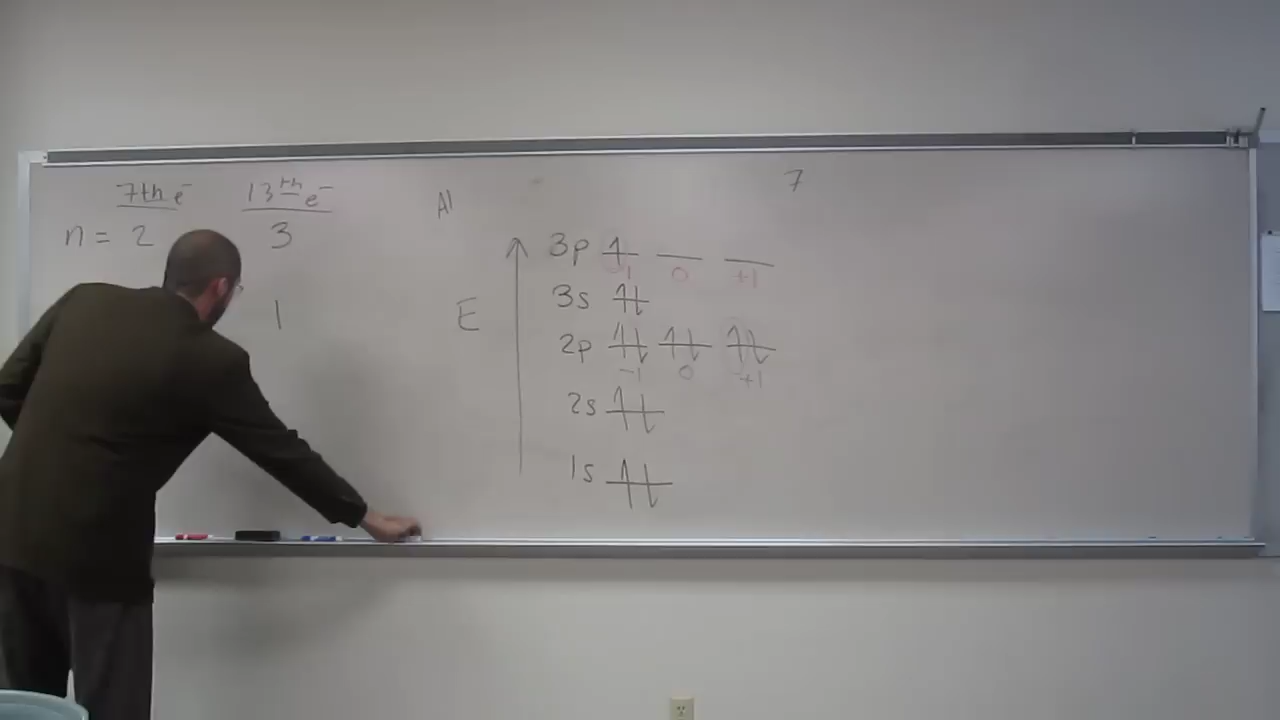 7th e⁻ 13th e⁻
n = 2 3
1
Al
7
E
3p ↿ _ _
-1 0 +1
3s ↿⇂
2p ↿⇂ ↿⇂ ↿⇂
-1 0 +1
2s ↿⇂
1s ↿⇂